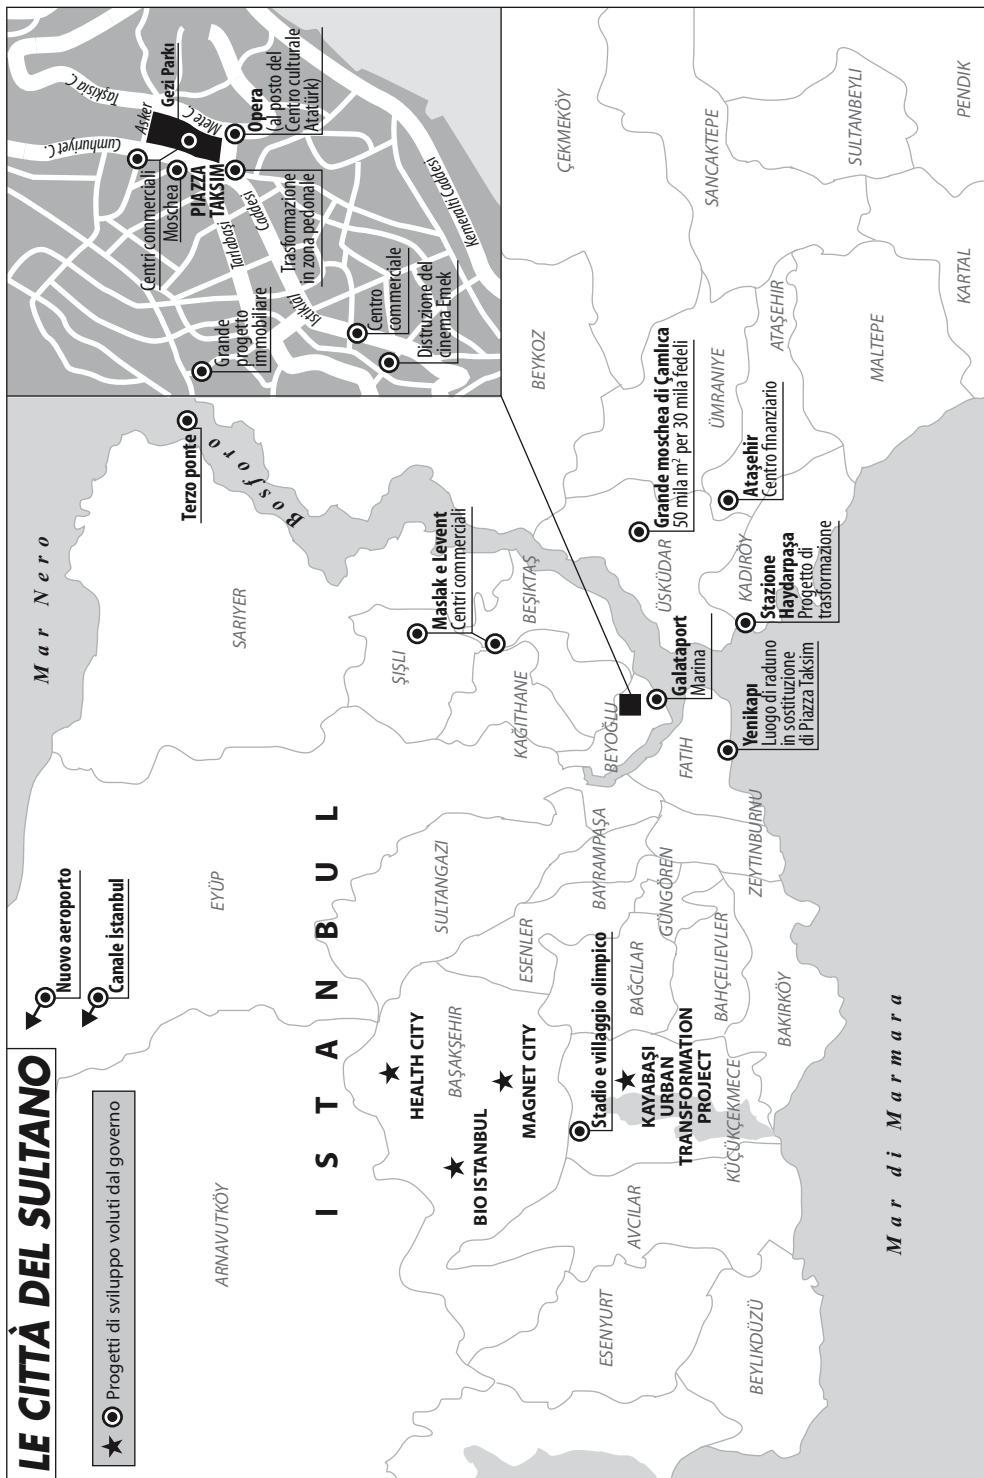 LE CITTÀ DEL SULTANO
Progetti di sviluppo voluti dal governo
Nuovo aeroporto
Canale İstanbul
Mar Nero
Terzo ponte
Bosforo
ARNAVUTKÖY
EYÜP
SARIYER
ISTANBUL
HEALTH CITY
BAŞAKŞEHIR
BIO ISTANBUL
MAGNET CITY
SULTANGAZI
ESENLER
ŞIŞLI
Maslak e Levent
Centri commerciali
KAĞITHANE
BEŞIKTAŞ
BEYKOZ
ÇEKMEKÖY
Stadio e villaggio olimpico
KAYABAŞI
URBAN
TRANSFORMATION
PROJECT
ESENYURT
AVCILAR
BAĞCILAR
BAYRAMPAŞA
GÜNGÖREN
BEYOĞLU
Galataport
Marina
ÜSKÜDAR
Grande moschea di Çamlıca
50 mila m² per 30 mila fedeli
ÜMRANIYE
SANCAKTEPE
BEYLIKDÜZÜ
KÜÇÜKÇEKMECE
BAHÇELIEVLER
BAKIRKÖY
ZEYTINBURNU
FATIH
Yenikapı
Luogo di raduno
in sostituzione
di Piazza Taksim
KADIRÖY
Stazione
Haydarpaşa
Progetto di
trasformazione
Ataşehir
Centro finanziario
ATAŞEHIR
SULTANBEYLI
MALTEPE
KARTAL
PENDIK
Mar di Marmara
Taşkisia C.
Asker
Gezi Parkı
Cumhuriyet C.
Mete C.
Centri commerciali
Moschea
PIAZZA
TAKSIM
Opera
(al posto del
Centro culturale
Atatürk)
Tarlabaşi
Istiklal
Caddesi
Trasformazione
in zona pedonale
Grande
progetto
immobiliare
Centro
commerciale
Distruzione del
cinema Emek
Kemeralti Caddesi